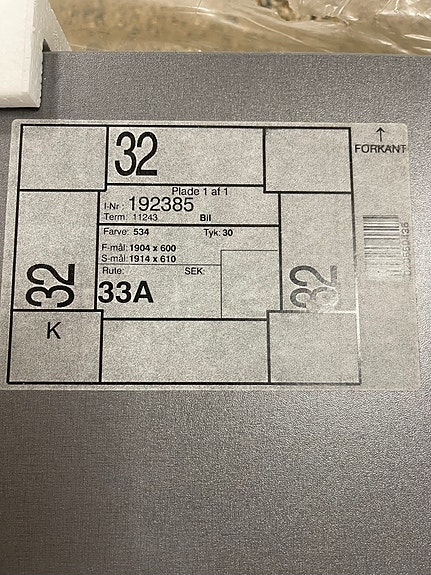 32
FORKANT
Plade 1 af 1
I-Nr: 192385
Term: 11243 Bil
Farve: 534 Tyk: 30
F-mål: 1904 x 600
S-mål: 1914 x 610
Rute: SEK:
33A
32
32
K